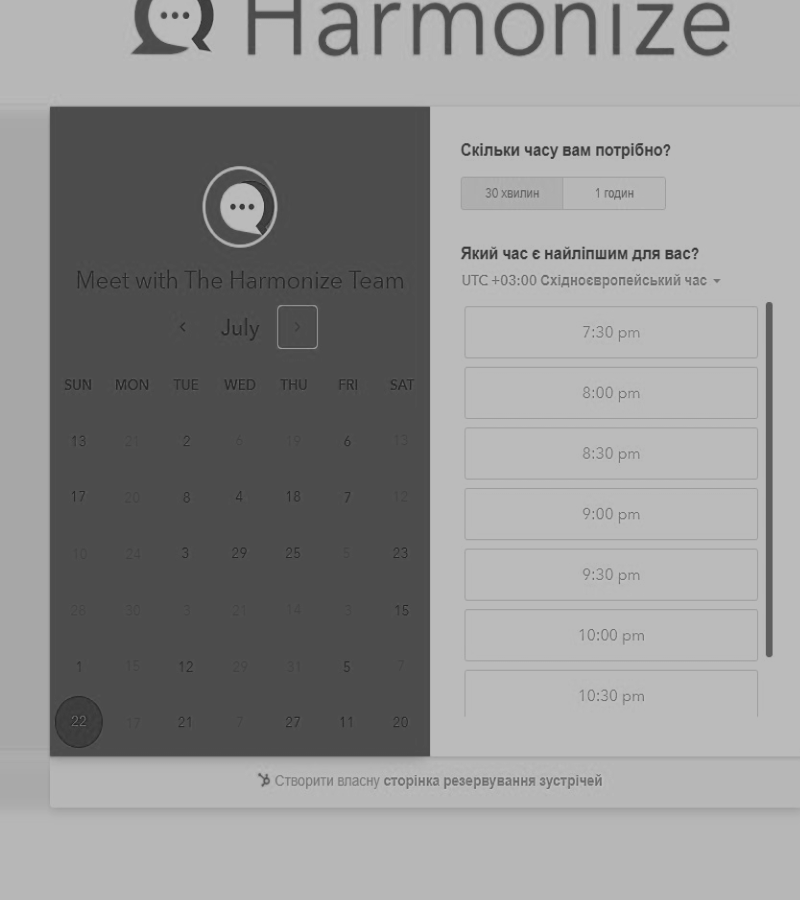 Harmonize
Meet with The Harmonize Team
July
SUN MON TUE WED THU FRI SAT
13 21 2 6 19 6 13
17 20 8 4 18 7 12
10 24 3 29 25 5 23
28 30 3 21 14 3 15
1 15 12 29 31 5 7
22 17 21 7 27 11 20
Скільки часу вам потрібно?
30 хвилин 1 годин
Який час є найліпшим для вас?
UTC +03:00 Східноєвропейський час
7:30 pm
8:00 pm
8:30 pm
9:00 pm
9:30 pm
10:00 pm
10:30 pm
Створити власну сторінка резервування зустрічей